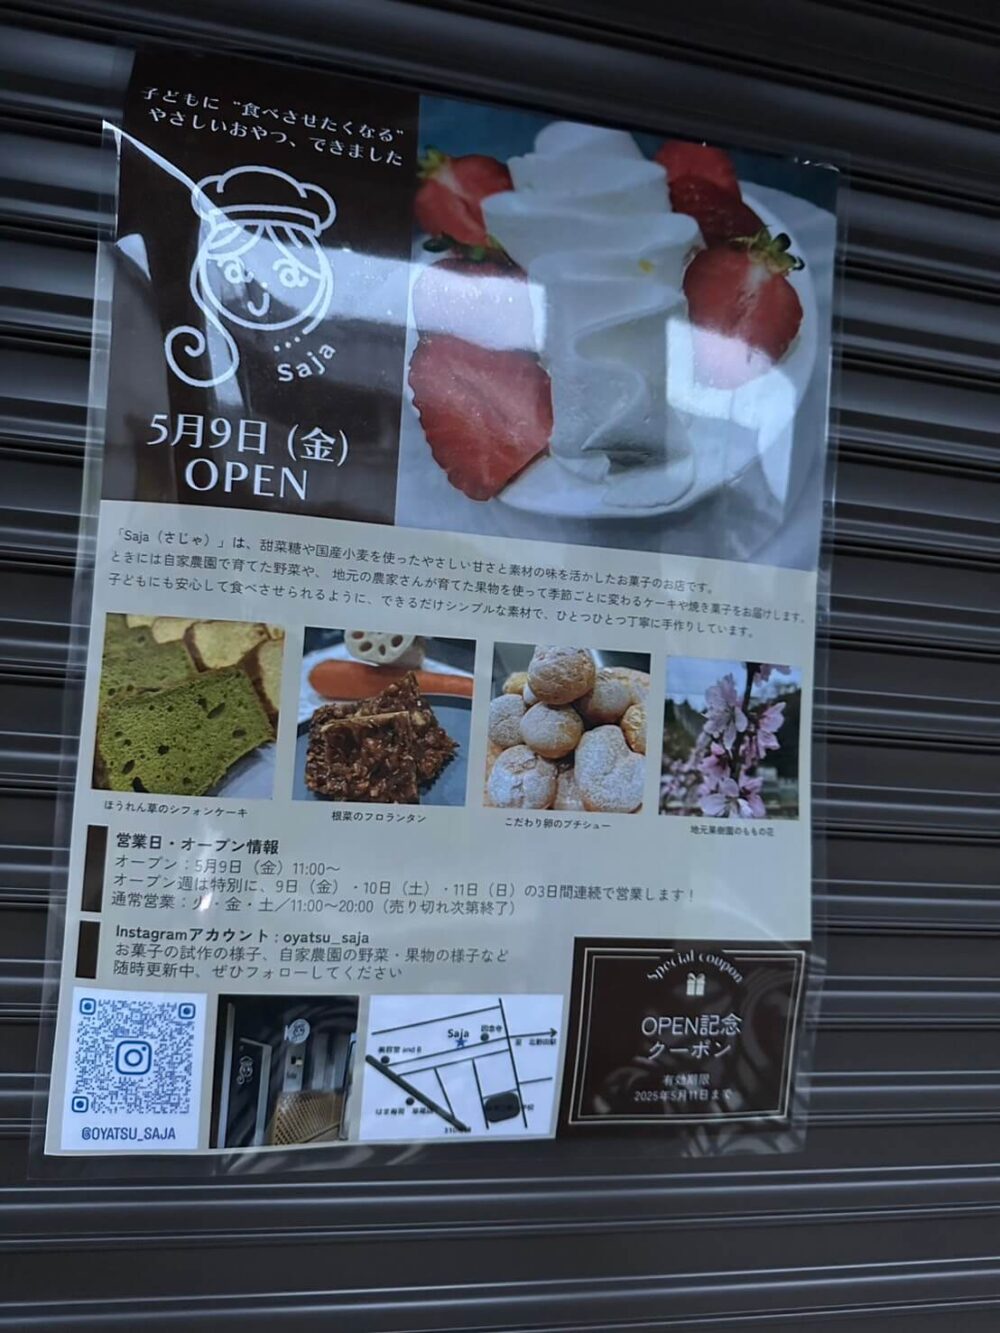 子どもに“食べさせたくなる”
やさしいおやつ、できました
saja
5月9日 (金)
OPEN
「Saja（さじゃ）」は、甜菜糖や国産小麦を使ったやさしい甘さと素材の味を活かしたお菓子のお店です。
ときには自家農園で育てた野菜や、地元の農家さんが育てた果物を使って季節ごとに変わるケーキや焼き菓子をお届けします。
子どもにも安心して食べさせられるように、できるだけシンプルな素材で、ひとつひとつ丁寧に手作りしています。
ほうれん草のシフォンケーキ
根菜のフロランタン
こだわり卵のプチシュー
地元果樹園のももの花
営業日・オープン情報
オープン：5月9日（金）11:00～
オープン週は特別に、9日（金）・10日（土）・11日（日）の3日間連続で営業します！
通常営業：火・金・土／11:00～20:00（売り切れ次第終了）
Instagramアカウント：oyatsu_saja
お菓子の試作の様子、自家農園の野菜・果物の様子など
随時更新中、ぜひフォローしてください
@OYATSU_SAJA
Saja
美容室 and B
Special coupon
OPEN記念
クーポン
有効期限
2025年5月11日まで